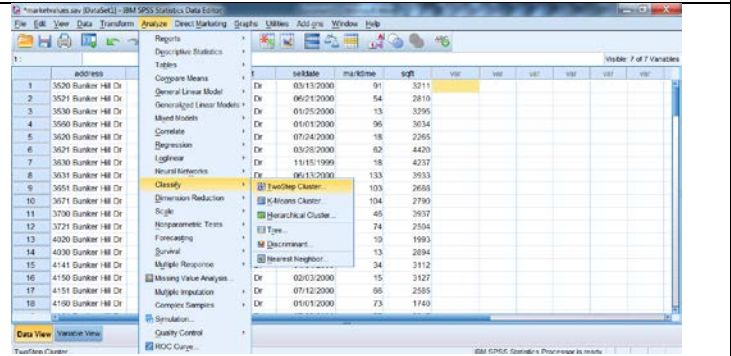 *marketvalues.sav [DataSet1] - IBM SPSS Statistics Data Editor
File Edit View Data Transform Analyze Direct Marketing Graphs Utilities Add-ons Window Help
1 : Visible: 7 of 7 Variables
address t selldate marktime sqft var var var var var var
1 3520 Bunker Hill Dr Dr 03/13/2000 91 3211
2 3521 Bunker Hill Dr Dr 06/21/2000 54 2810
3 3530 Bunker Hill Dr Dr 01/25/2000 13 3295
4 3560 Bunker Hill Dr Dr 01/01/2000 96 3034
5 3620 Bunker Hill Dr Dr 07/24/2000 18 2265
6 3621 Bunker Hill Dr Dr 03/28/2000 62 4420
7 3630 Bunker Hill Dr Dr 11/15/1999 18 4237
8 3631 Bunker Hill Dr Dr 06/13/2000 133 3933
9 3651 Bunker Hill Dr 103 2688
10 3671 Bunker Hill Dr 104 2790
11 3700 Bunker Hill Dr 46 3937
12 3721 Bunker Hill Dr 74 2504
13 4020 Bunker Hill Dr 10 1993
14 4030 Bunker Hill Dr 13 2894
15 4141 Bunker Hill Dr 34 3112
16 4150 Bunker Hill Dr Dr 02/03/2000 15 3127
17 4151 Bunker Hill Dr Dr 07/12/2000 66 2585
18 4160 Bunker Hill Dr Dr 01/01/2000 73 1740
Reports
Descriptive Statistics
Tables
Compare Means
General Linear Model
Generalized Linear Models
Mixed Models
Correlate
Regression
Loglinear
Neural Networks
Classify
Dimension Reduction
Scale
Nonparametric Tests
Forecasting
Survival
Multiple Response
Missing Value Analysis...
Multiple Imputation
Complex Samples
Simulation...
Quality Control
ROC Curve...
TwoStep Cluster...
K-Means Cluster...
Hierarchical Cluster...
Tree...
Discriminant...
Nearest Neighbor...
Data View Variable View
TwoStep Cluster... IBM SPSS Statistics Processor is ready